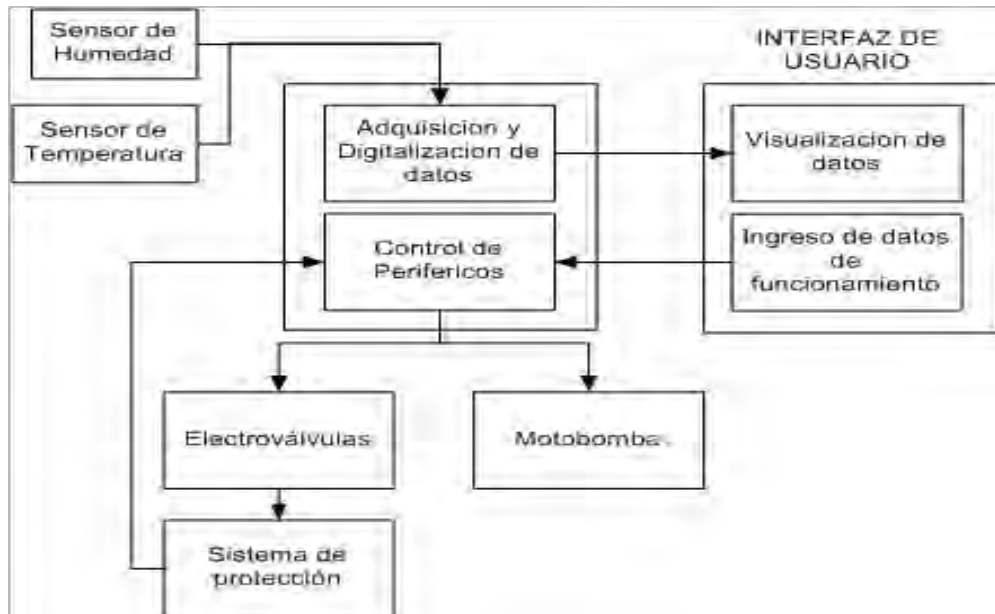 Sensor de
Humedad
INTERFAZ DE
USUARIO
Sensor de
Temperatura
Adquisicion y
Digitalización de
datos
Visualizacion de
datos
Control de
Perifericos
Ingreso de datos
de
funcionamiento
Electroválvulas
Motobomba
Sistema de
protección